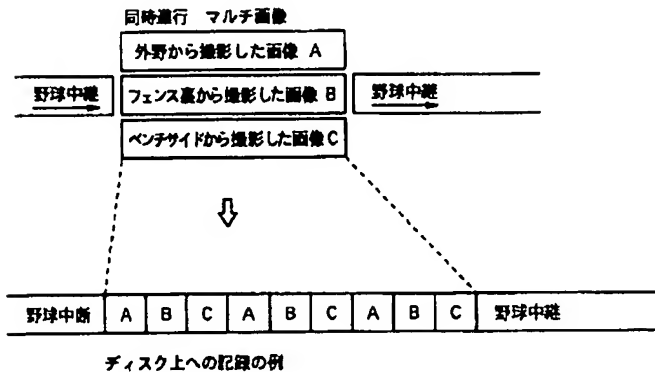 同時進行 マルチ画像
外野から撮影した画像 A
野球中継
フェンス裏から撮影した画像 B
野球中継
ベンチサイドから撮影した画像 C
野球中断 A B C A B C A B C 野球中継
ディスク上への記録の例